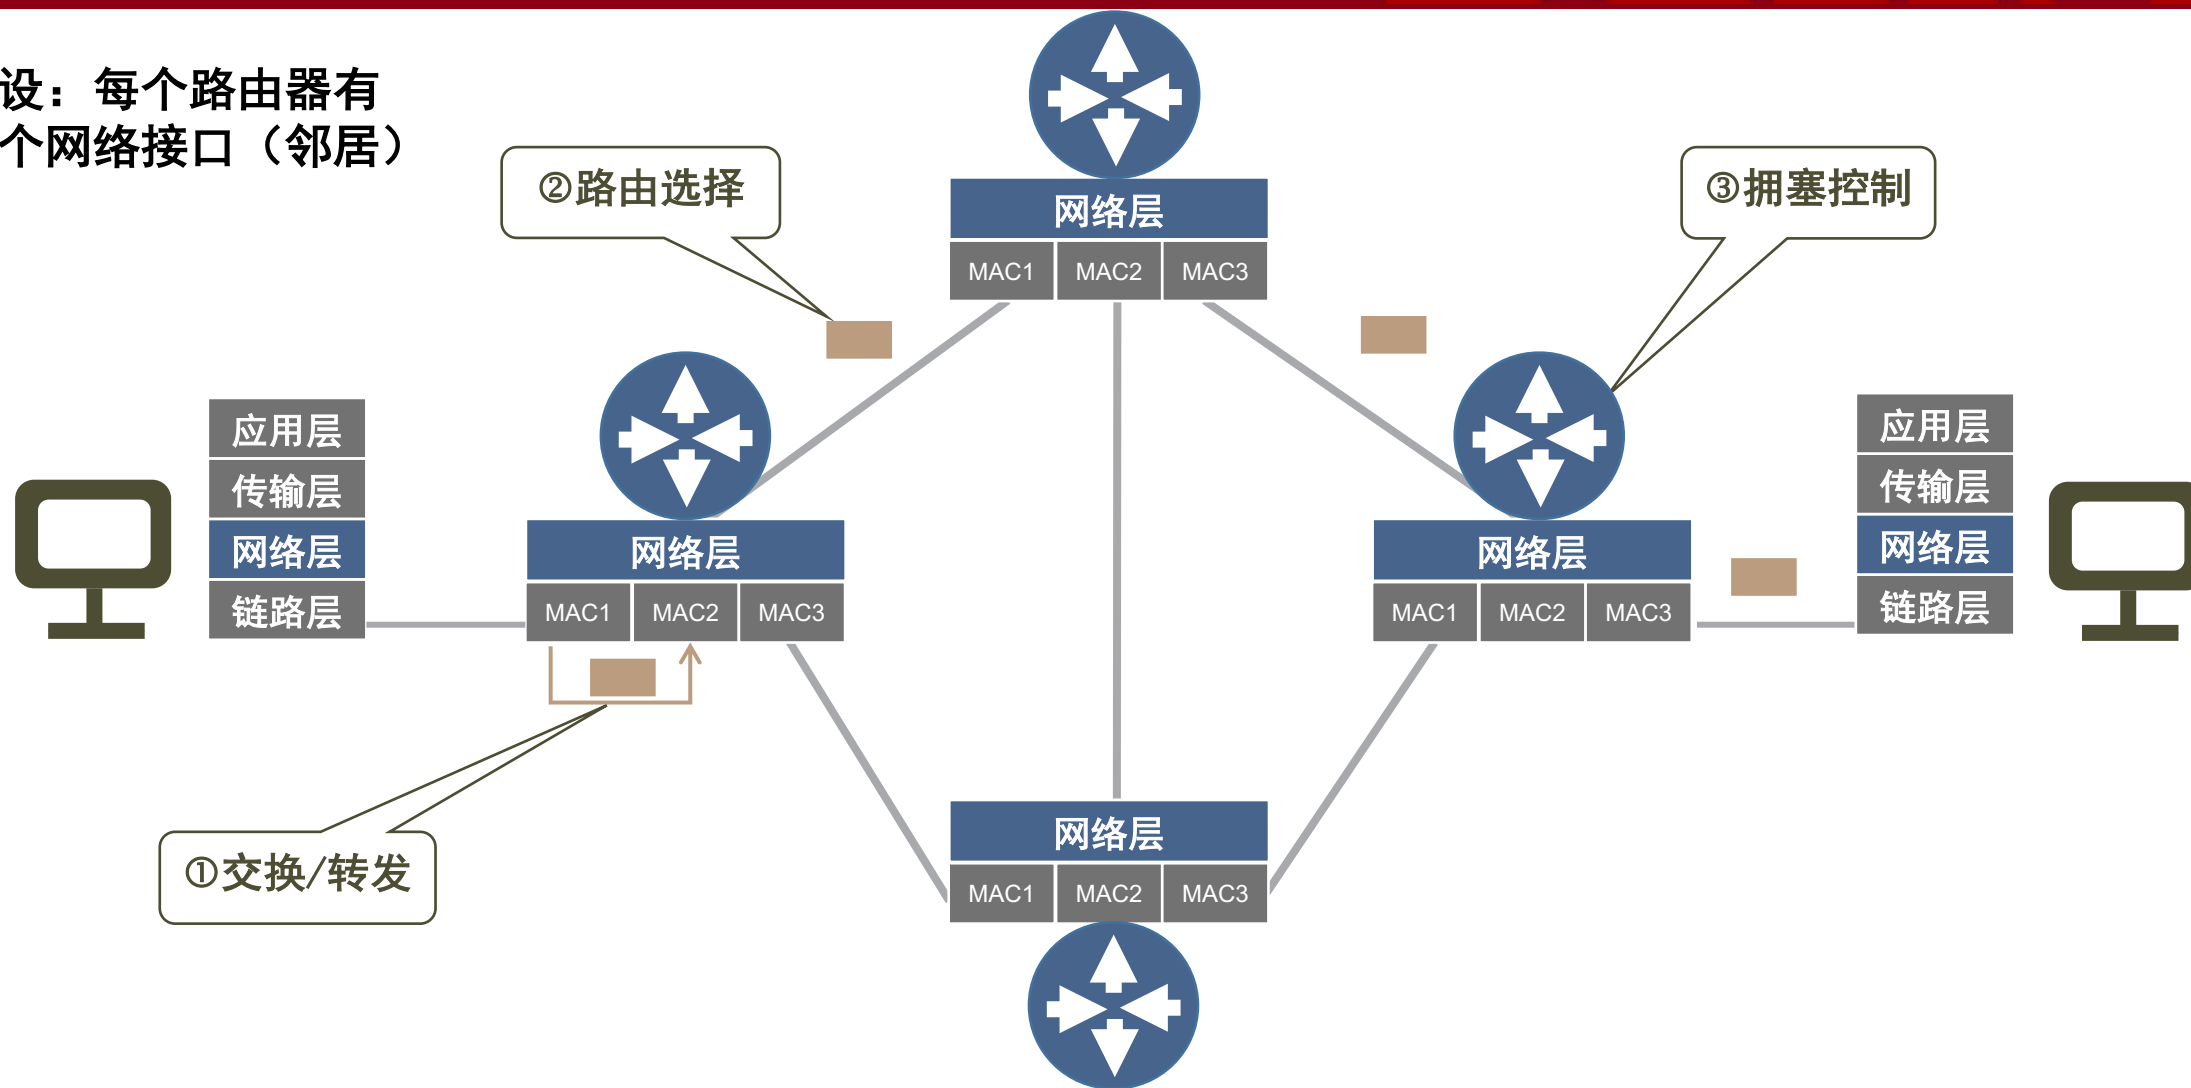 设：每个路由器有
个网络接口（邻居）
②路由选择
③拥塞控制
网络层
MAC1 MAC2 MAC3
应用层
传输层
网络层
链路层
网络层
MAC1 MAC2 MAC3
网络层
MAC1 MAC2 MAC3
应用层
传输层
网络层
链路层
①交换/转发
网络层
MAC1 MAC2 MAC3